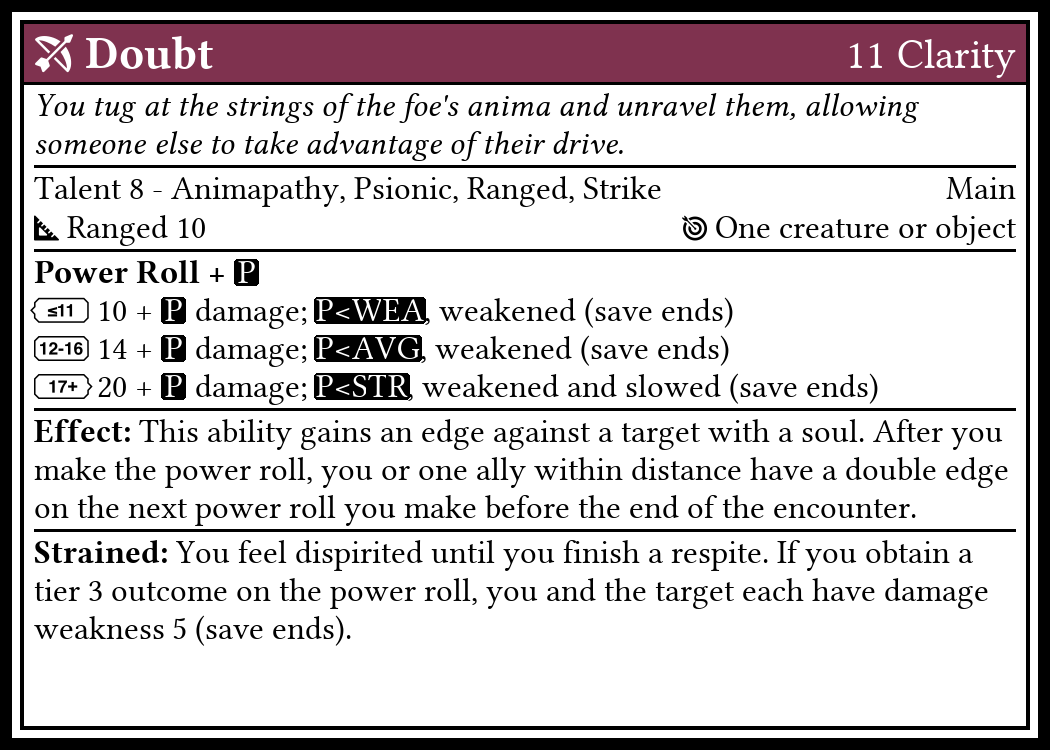 Doubt 11 Clarity
You tug at the strings of the foe's anima and unravel them, allowing
someone else to take advantage of their drive.
Talent 8 - Animapathy, Psionic, Ranged, Strike Main
Ranged 10 One creature or object
Power Roll + P
≤11 10 + P damage; P<WEA, weakened (save ends)
12-16 14 + P damage; P<AVG, weakened (save ends)
17+ 20 + P damage; P<STR, weakened and slowed (save ends)
Effect: This ability gains an edge against a target with a soul. After you
make the power roll, you or one ally within distance have a double edge
on the next power roll you make before the end of the encounter.
Strained: You feel dispirited until you finish a respite. If you obtain a
tier 3 outcome on the power roll, you and the target each have damage
weakness 5 (save ends).